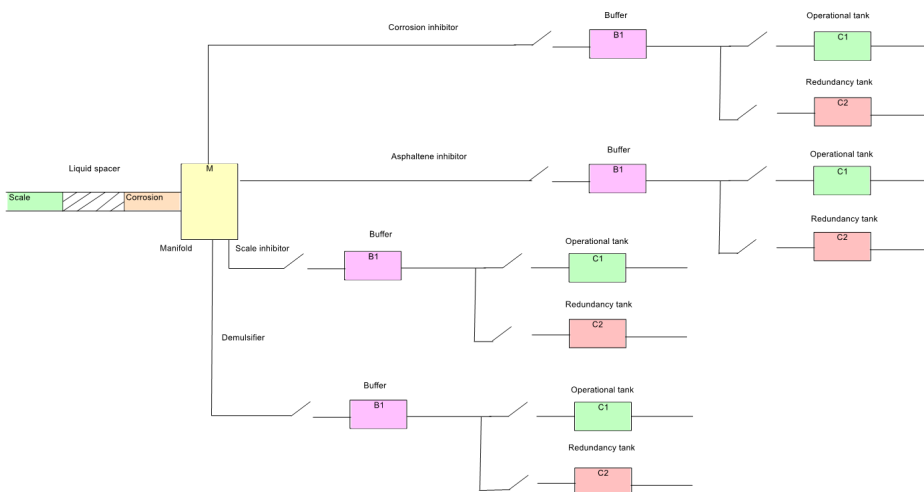 Buffer
Operational tank
Corrosion inhibitor
B1
C1
Redundancy tank
C2
Liquid spacer
M
Asphaltene inhibitor
Buffer
Operational tank
B1
C1
Scale
Corrosion
Redundancy tank
C2
Manifold
Scale inhibitor
Buffer
Operational tank
B1
C1
Redundancy tank
C2
Demulsifier
Buffer
Operational tank
B1
C1
Redundancy tank
C2